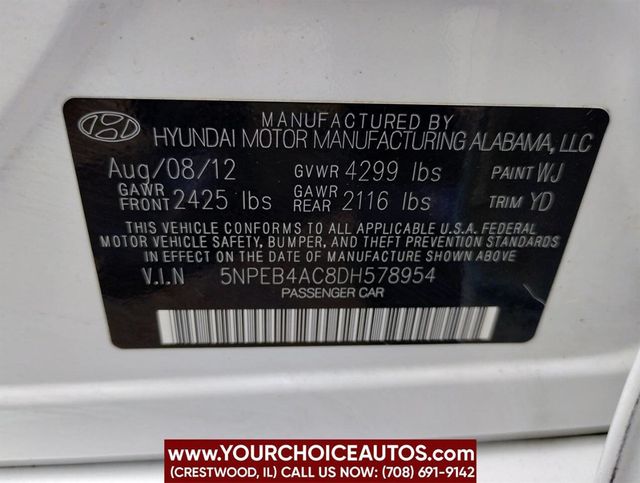 MANUFACTURED BY
HYUNDAI MOTOR MANUFACTURING ALABAMA, LLC
Aug/08/12 GVWR 4299 lbs PAINT WJ
GAWR FRONT 2425 lbs GAWR REAR 2116 lbs TRIM YD
THIS VEHICLE CONFORMS TO ALL APPLICABLE U.S.A. FEDERAL
MOTOR VEHICLE SAFETY, BUMPER, AND THEFT PREVENTION STANDARDS
IN EFFECT ON THE DATE OF MANUFACTURE SHOWN ABOVE
V.I.N 5NPEB4AC8DH578954
PASSENGER CAR
WWW.YOURCHOICEAUTOS.COM
(CRESTWOOD, IL) CALL US NOW: (708) 691-9142